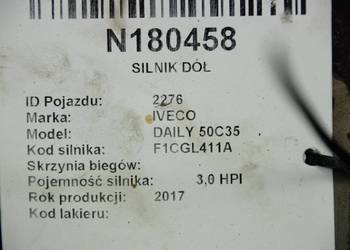 N180458
SILNIK DÓŁ
ID Pojazdu: 2276
Marka: IVECO
Model: DAILY 50C35
Kod silnika: F1CGL411A
Skrzynia biegów:
Pojemność silnika: 3,0 HPI
Rok produkcji: 2017
Kod lakieru: